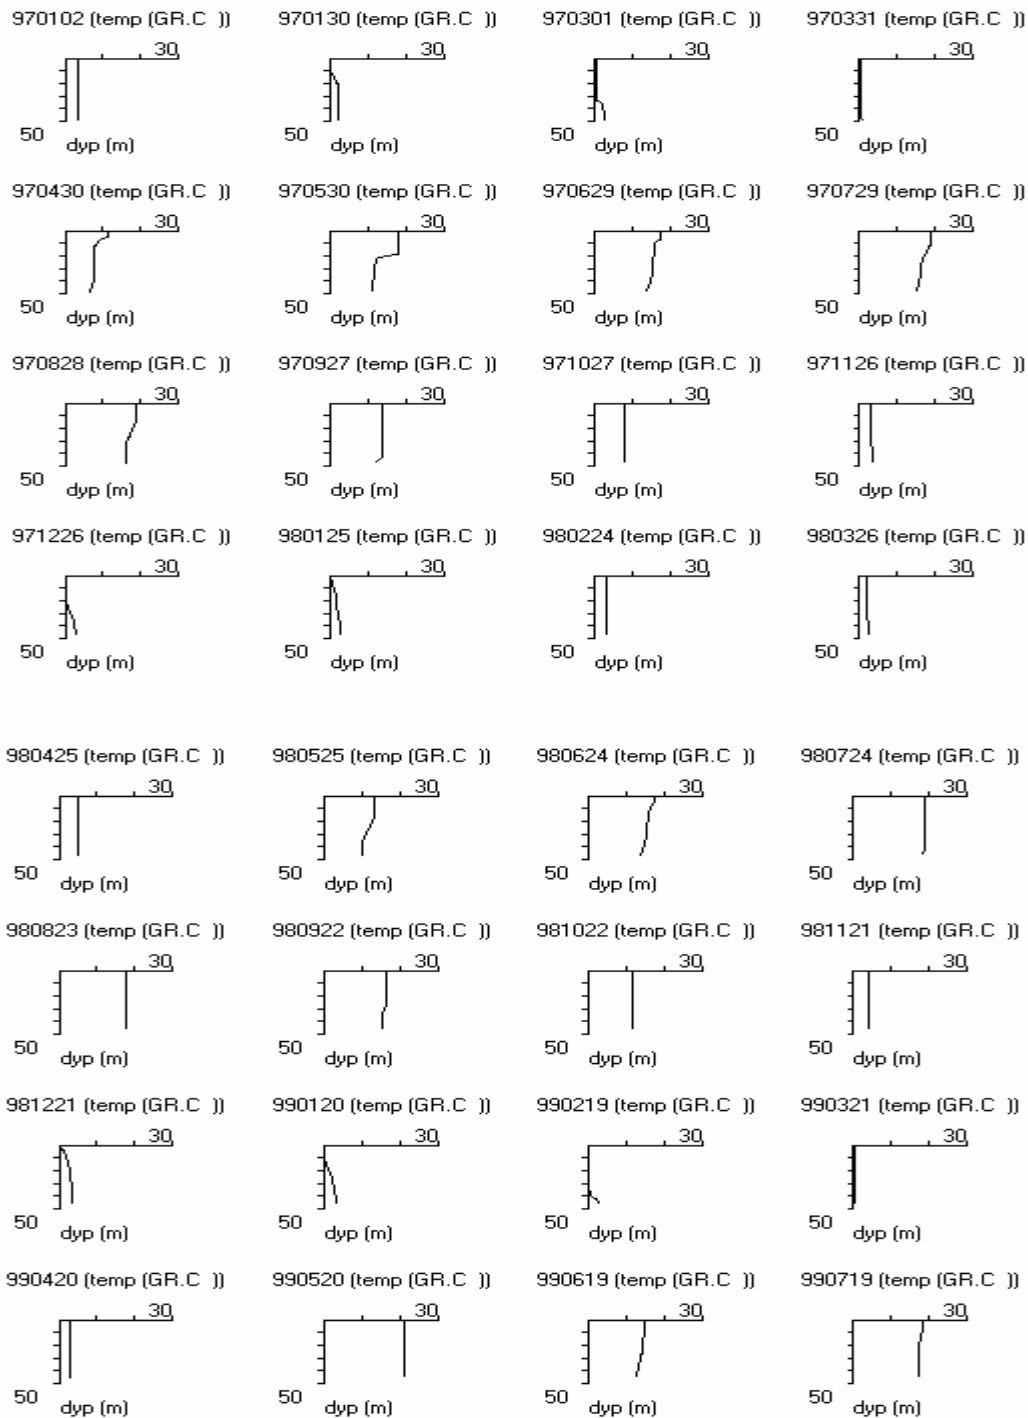 970102 (temp (GR.C )) 970130 (temp (GR.C )) 970301 (temp (GR.C )) 970331 (temp (GR.C ))
30 30 30 30
50 dyp (m) 50 dyp (m) 50 dyp (m) 50 dyp (m)
970430 (temp (GR.C )) 970530 (temp (GR.C )) 970629 (temp (GR.C )) 970729 (temp (GR.C ))
30 30 30 30
50 dyp (m) 50 dyp (m) 50 dyp (m) 50 dyp (m)
970828 (temp (GR.C )) 970927 (temp (GR.C )) 971027 (temp (GR.C )) 971126 (temp (GR.C ))
30 30 30 30
50 dyp (m) 50 dyp (m) 50 dyp (m) 50 dyp (m)
971226 (temp (GR.C )) 980125 (temp (GR.C )) 980224 (temp (GR.C )) 980326 (temp (GR.C ))
30 30 30 30
50 dyp (m) 50 dyp (m) 50 dyp (m) 50 dyp (m)
980425 (temp (GR.C )) 980525 (temp (GR.C )) 980624 (temp (GR.C )) 980724 (temp (GR.C ))
30 30 30 30
50 dyp (m) 50 dyp (m) 50 dyp (m) 50 dyp (m)
980823 (temp (GR.C )) 980922 (temp (GR.C )) 981022 (temp (GR.C )) 981121 (temp (GR.C ))
30 30 30 30
50 dyp (m) 50 dyp (m) 50 dyp (m) 50 dyp (m)
981221 (temp (GR.C )) 990120 (temp (GR.C )) 990219 (temp (GR.C )) 990321 (temp (GR.C ))
30 30 30 30
50 dyp (m) 50 dyp (m) 50 dyp (m) 50 dyp (m)
990420 (temp (GR.C )) 990520 (temp (GR.C )) 990619 (temp (GR.C )) 990719 (temp (GR.C ))
30 30 30 30
50 dyp (m) 50 dyp (m) 50 dyp (m) 50 dyp (m)